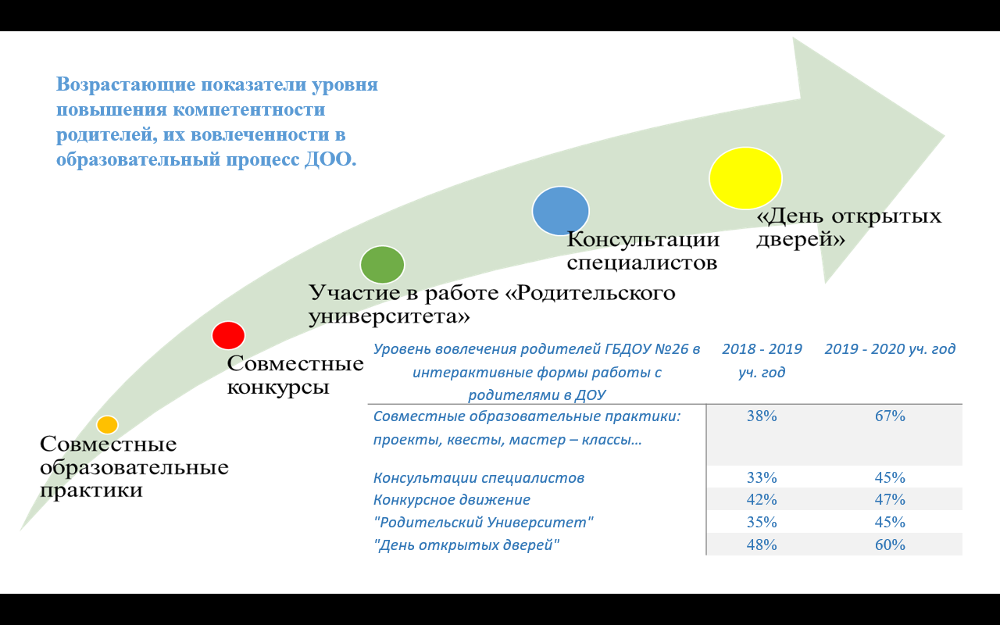 Возрастающие показатели уровня
повышения компетентности
родителей, их вовлеченности в
образовательный процесс ДОО.
«День открытых
дверей»
Консультации
специалистов
Участие в работе «Родительского
университета»
Совместные
конкурсы
Совместные
образовательные
практики
Уровень вовлечения родителей ГБДОУ №26 в
интерактивные формы работы с
родителями в ДОУ
2018 - 2019
уч. год
2019 - 2020 уч. год
Совместные образовательные практики:
проекты, квесты, мастер – классы…
38% 67%
Консультации специалистов 33% 45%
Конкурсное движение 42% 47%
"Родительский Университет" 35% 45%
"День открытых дверей" 48% 60%